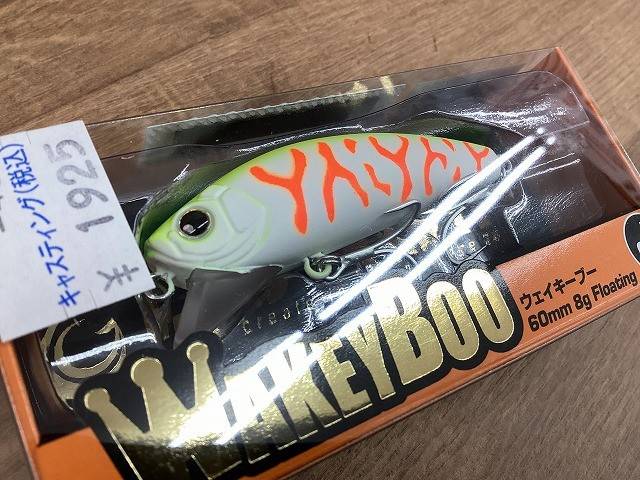 キャスティング(税込)
¥ 1925
WAKEYBOO
ウェイキーブー
60mm 8g Floating